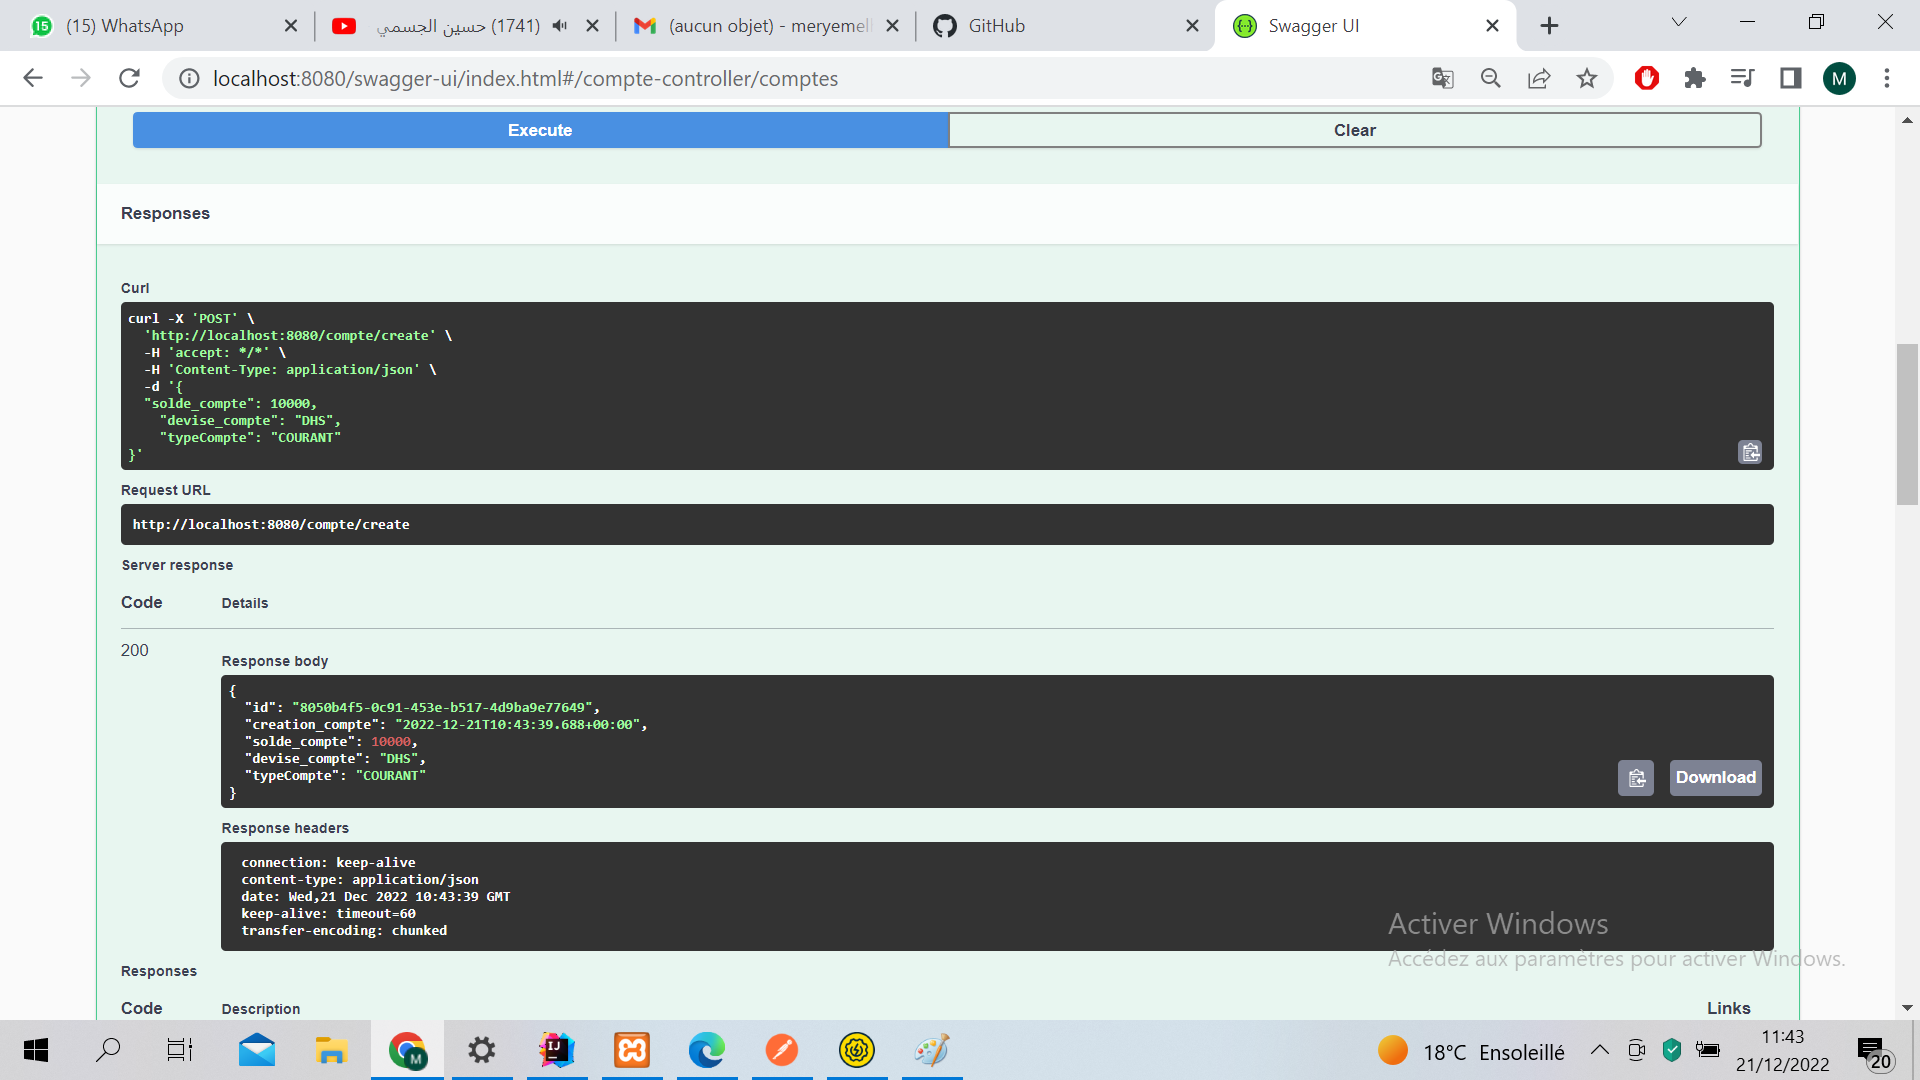 (15) WhatsApp
(1741) حسين الجسمي
(aucun objet) - meryemell
GitHub
Swagger UI
localhost:8080/swagger-ui/index.html#/compte-controller/comptes
M
Execute
Clear
Responses
Curl
curl -X 'POST' \
'http://localhost:8080/compte/create' \
-H 'accept: */*' \
-H 'Content-Type: application/json' \
-d '{
"solde_compte": 10000,
"devise_compte": "DHS",
"typeCompte": "COURANT"
}'
Request URL
http://localhost:8080/compte/create
Server response
Code Details
200
Response body
{
"id": "8050b4f5-0c91-453e-b517-4d9ba9e77649",
"creation_compte": "2022-12-21T10:43:39.688+00:00",
"solde_compte": 10000,
"devise_compte": "DHS",
"typeCompte": "COURANT"
}
Download
Response headers
connection: keep-alive
content-type: application/json
date: Wed,21 Dec 2022 10:43:39 GMT
keep-alive: timeout=60
transfer-encoding: chunked
Activer Windows
Accédez aux paramètres pour activer Windows.
Responses
Code Description Links
18°C Ensoleillé
11:43
21/12/2022
20